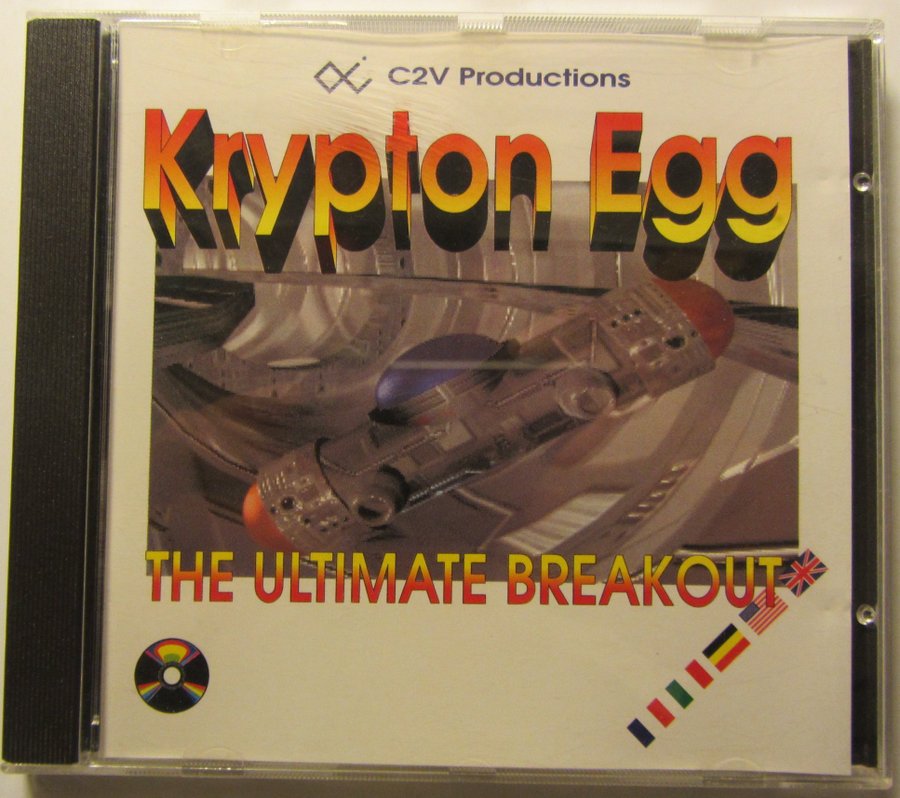 C2V Productions
Krypton Egg
THE ULTIMATE BREAKOUT